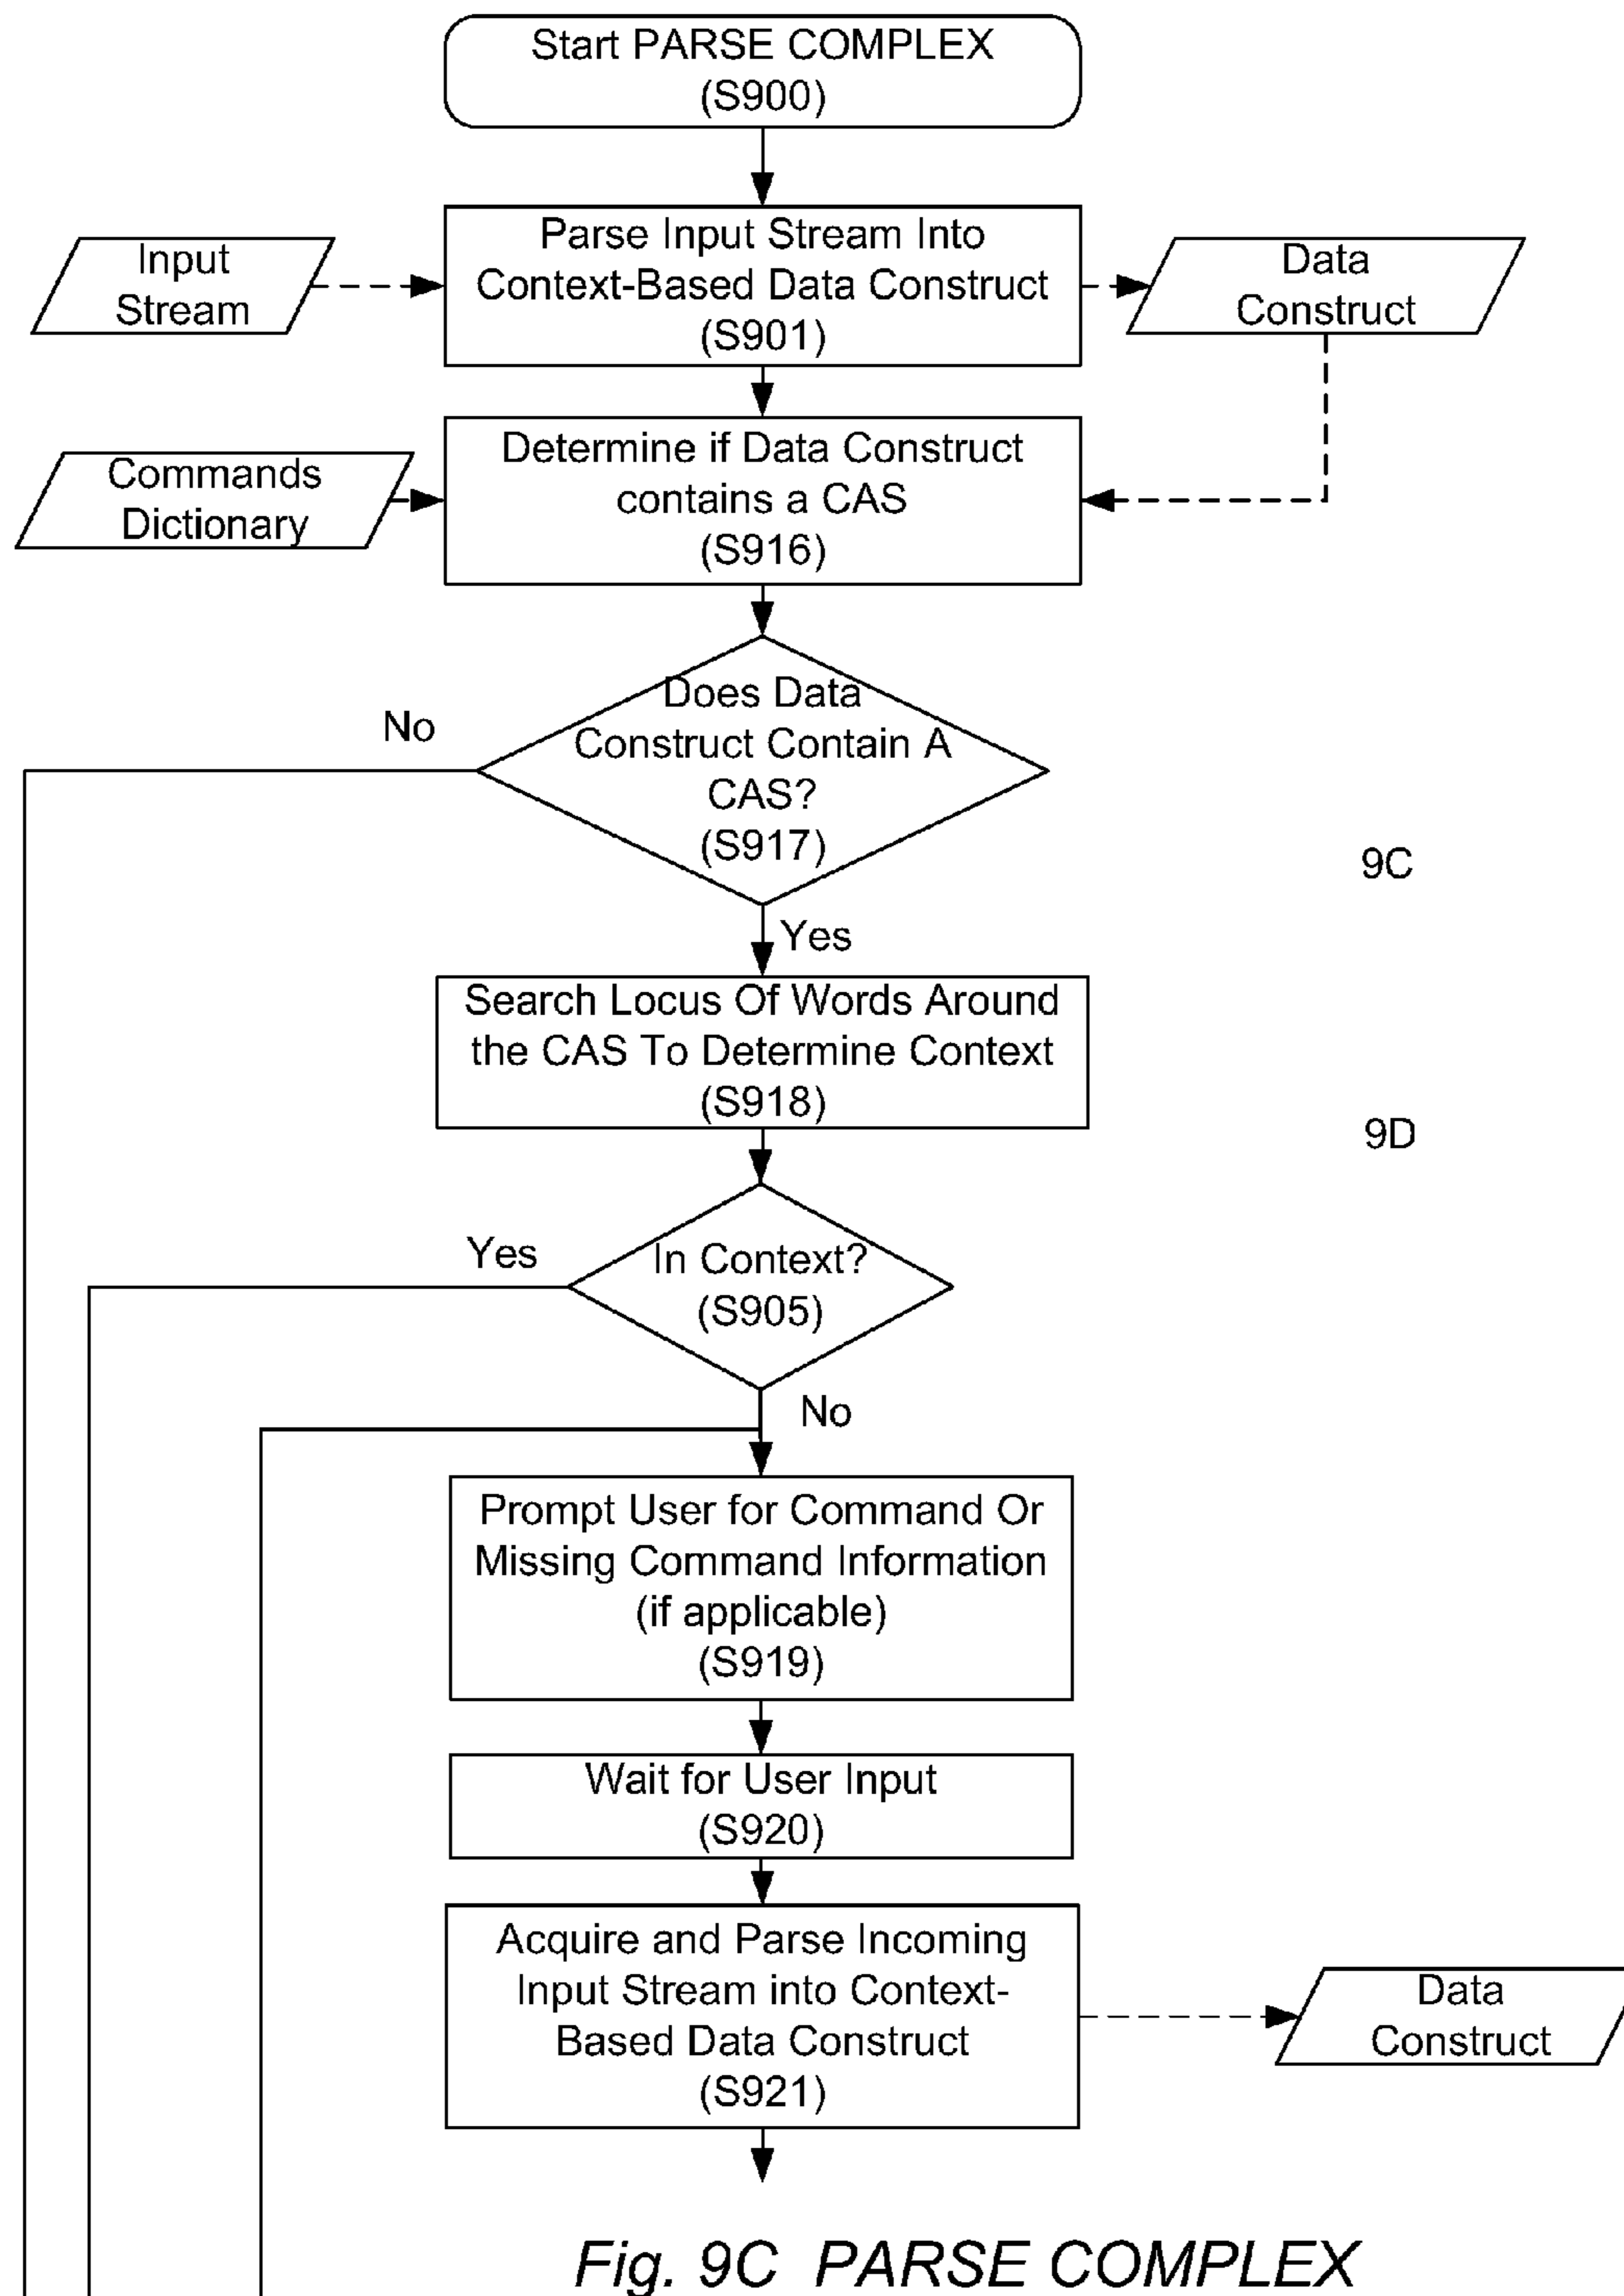 Start PARSE COMPLEX
(S900)
Input
Stream
Parse Input Stream Into
Context-Based Data Construct
(S901)
Data
Construct
Commands
Dictionary
Determine if Data Construct
contains a CAS
(S916)
No
Does Data
Construct Contain A
CAS?
(S917)
9C
Yes
Search Locus Of Words Around
the CAS To Determine Context
(S918)
9D
Yes
In Context?
(S905)
No
Prompt User for Command Or
Missing Command Information
(if applicable)
(S919)
Wait for User Input
(S920)
Acquire and Parse Incoming
Input Stream into Context-
Based Data Construct
(S921)
Data
Construct
Fig. 9C PARSE COMPLEX